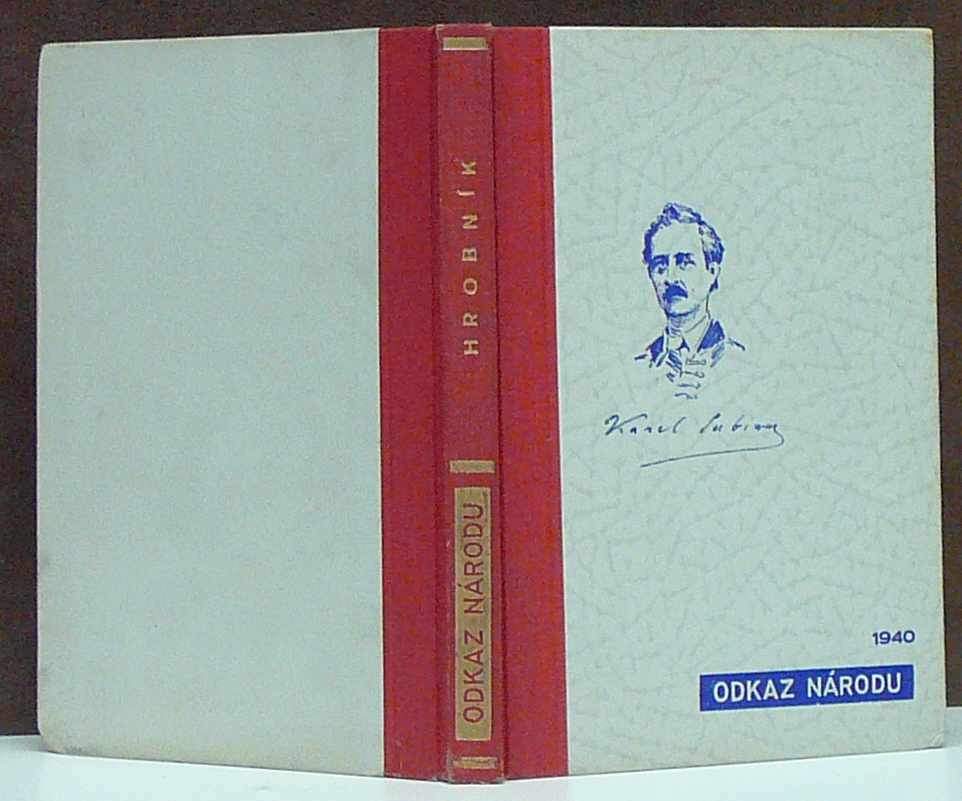 HROBNÍK
ODKAZ NÁRODU
Karel Sabina
1940
ODKAZ NÁRODU